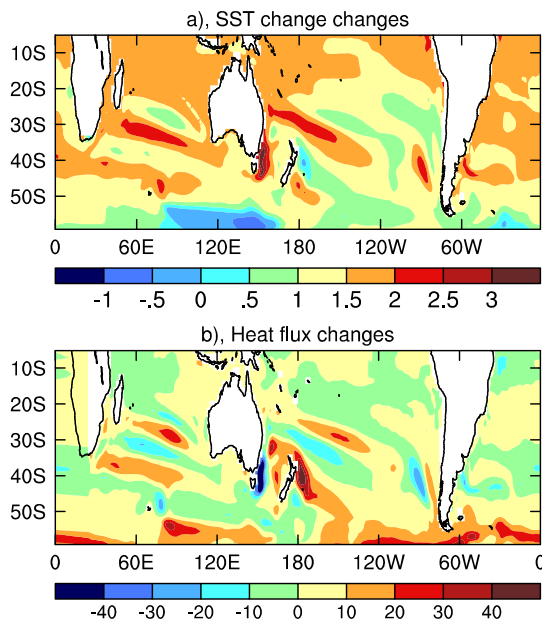 a), SST change changes
10S
20S
30S
40S
50S
0 60E 120E 180 120W 60W
-1 -.5 0 .5 1 1.5 2 2.5 3
b), Heat flux changes
10S
20S
30S
40S
50S
0 60E 120E 180 120W 60W 0
-40 -30 -20 -10 0 10 20 30 40